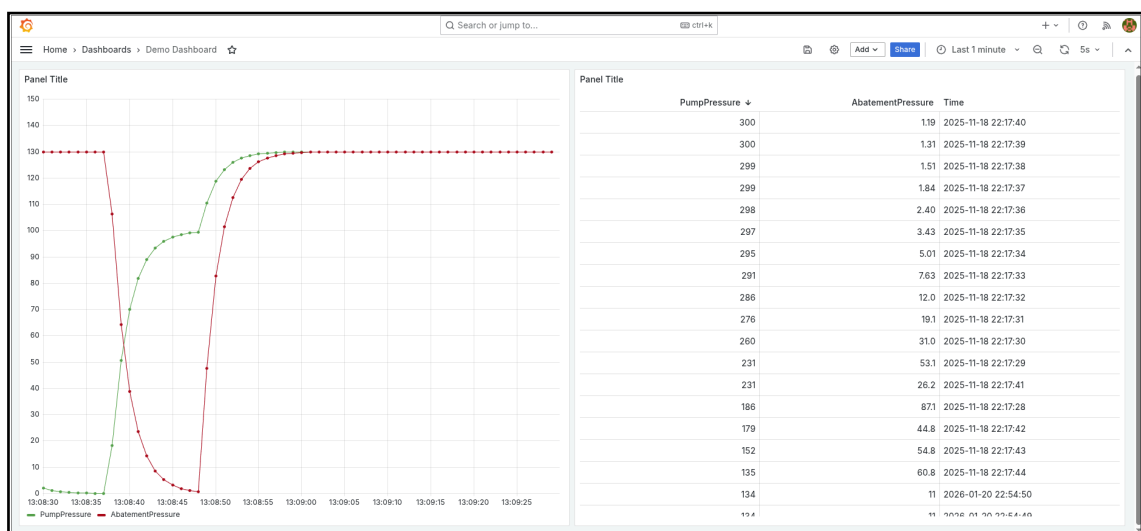 Search or jump to... ctrl+k
Home › Dashboards › Demo Dashboard Add Share Last 1 minute 5s
Panel Title
150
140
130
120
110
100
90
80
70
60
50
40
30
20
10
0
13:08:30 13:08:35 13:08:40 13:08:45 13:08:50 13:08:55 13:09:00 13:09:05 13:09:10 13:09:15 13:09:20 13:09:25
PumpPressure AbatementPressure
Panel Title
PumpPressure ↓ AbatementPressure Time
300 1.19 2025-11-18 22:17:40
300 1.31 2025-11-18 22:17:39
299 1.51 2025-11-18 22:17:38
299 1.84 2025-11-18 22:17:37
298 2.40 2025-11-18 22:17:36
297 3.43 2025-11-18 22:17:35
295 5.01 2025-11-18 22:17:34
291 7.63 2025-11-18 22:17:33
286 12.0 2025-11-18 22:17:32
276 19.1 2025-11-18 22:17:31
260 31.0 2025-11-18 22:17:30
231 53.1 2025-11-18 22:17:29
231 26.2 2025-11-18 22:17:41
186 87.1 2025-11-18 22:17:28
179 44.8 2025-11-18 22:17:42
152 54.8 2025-11-18 22:17:43
135 60.8 2025-11-18 22:17:44
134 11 2026-01-20 22:54:50
134 11 2026-01-20 22:54:49